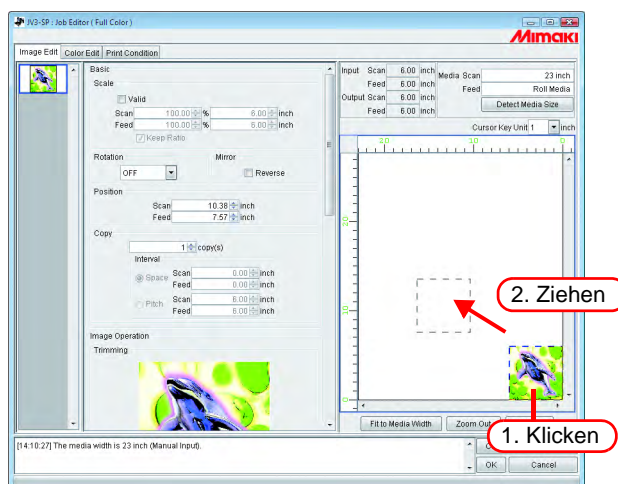 JV3-SP : Job Editor ( Full Color )
Mimaki
Image Edit Color Edit Print Condition
Basic
Scale
Valid
Scan 100.00 % 6.00 inch
Feed 100.00 % 6.00 inch
Keep Ratio
Rotation Mirror
OFF Reverse
Position
Scan 10.38 inch
Feed 7.57 inch
Copy
1 copy(s)
Interval
Space Scan 0.00 inch
Feed 0.00 inch
Pitch Scan 6.00 inch
Feed 6.00 inch
Image Operation
Trimming
Input Scan 6.00 inch
Feed 6.00 inch
Output Scan 6.00 inch
Feed 6.00 inch
Media Scan 23 inch
Feed Roll Media
Detect Media Size
Cursor Key Unit 1 inch
20 10 0
20
10
0
2. Ziehen
1. Klicken
Fit to Media Width Zoom Out
[14:10:27] The media width is 23 inch (Manual Input).
OK Cancel